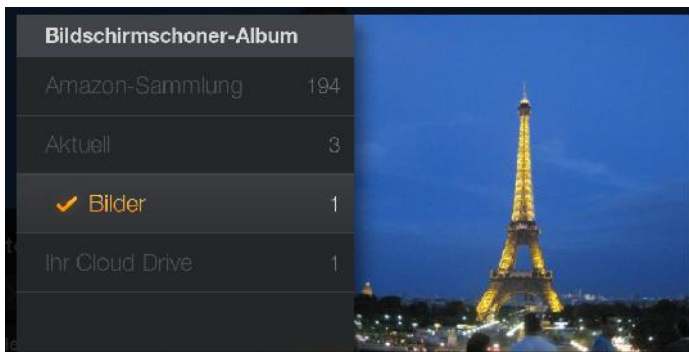 Bildschirmschoner-Album
Amazon-Sammlung 194
Aktuell 3
Bilder 1
Ihr Cloud Drive 1